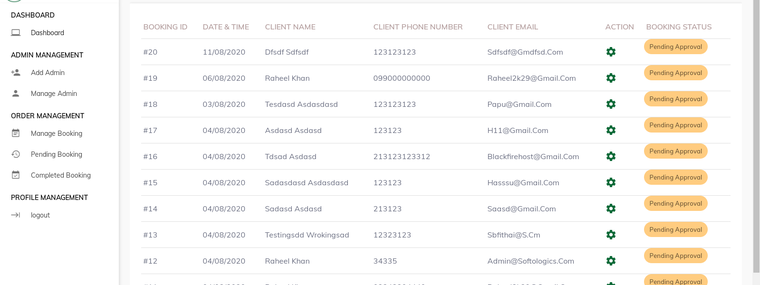 DASHBOARD
Dashboard
ADMIN MANAGEMENT
Add Admin
Manage Admin
ORDER MANAGEMENT
Manage Booking
Pending Booking
Completed Booking
PROFILE MANAGEMENT
logout
BOOKING ID DATE & TIME CLIENT NAME CLIENT PHONE NUMBER CLIENT EMAIL ACTION BOOKING STATUS
#20 11/08/2020 Dfsdf Sdfsdf 123123123 Sdfsdf@Gmdfsd.Com Pending Approval
#19 06/08/2020 Raheel Khan 099000000000 Raheel2k29@Gmail.Com Pending Approval
#18 03/08/2020 Tesdasd Asdasdasd 123123123 Papu@Gmail.Com Pending Approval
#17 04/08/2020 Asdasd Asdasd 123123 H11@Gmail.Com Pending Approval
#16 04/08/2020 Tdsad Asdasd 213123123312 Blackfirehost@Gmail.Com Pending Approval
#15 04/08/2020 Sadasdasd Asdasdasd 123123 Hasssu@Gmail.Com Pending Approval
#14 04/08/2020 Sadasd Asdasd 213123 Saasd@Gmail.Com Pending Approval
#13 04/08/2020 Testingsdd Wrokingsad 12323123 Sbfithai@S.Cm Pending Approval
#12 04/08/2020 Raheel Khan 34335 Admin@Softologics.Com Pending Approval
Pending Approval